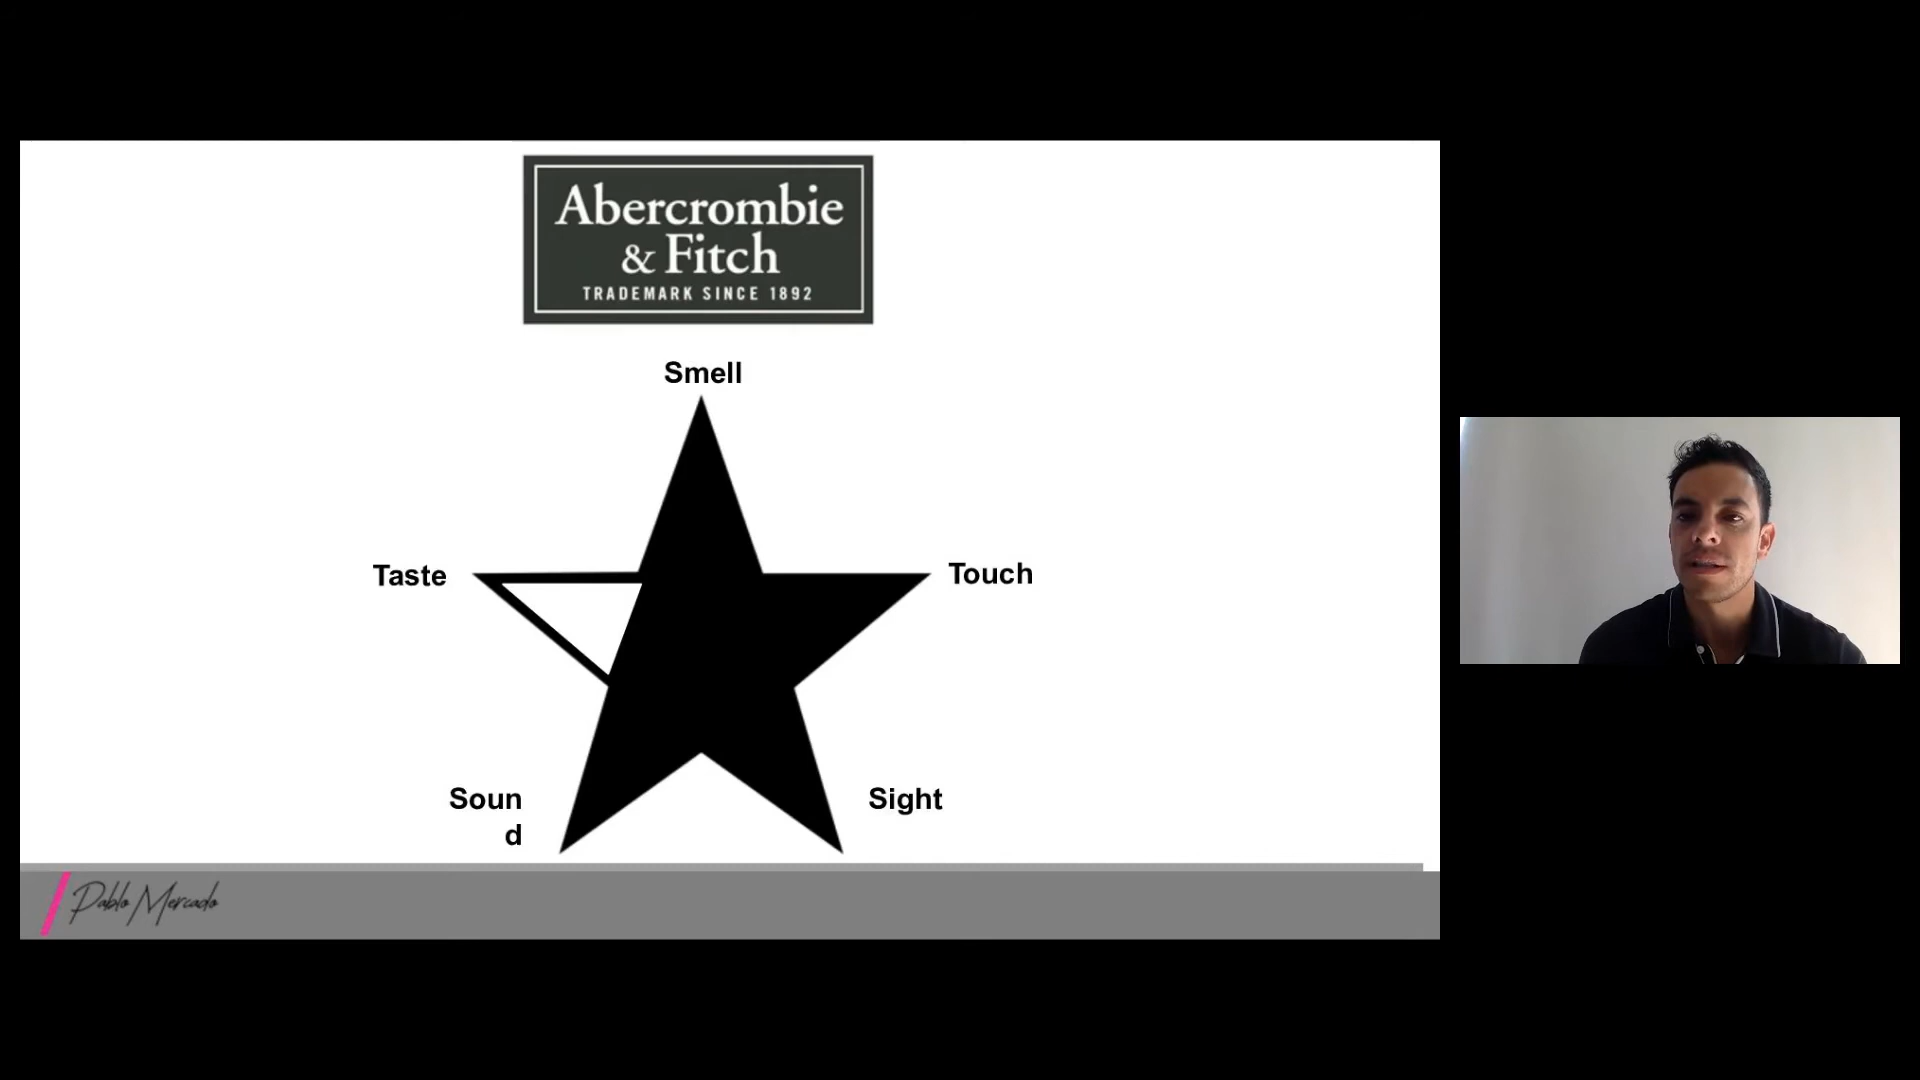 Abercrombie
& Fitch
TRADEMARK SINCE 1892
Smell
Taste
Touch
Soun
d
Sight
Pablo Mercado